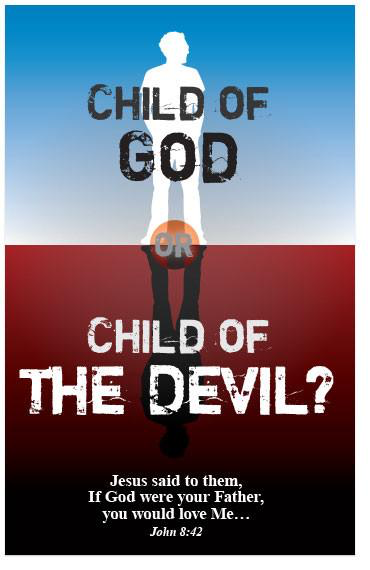 CHILD OF
GOD
OR
CHILD OF
THE DEVIL?
Jesus said to them,
If God were your Father,
you would love Me...
John 8:42